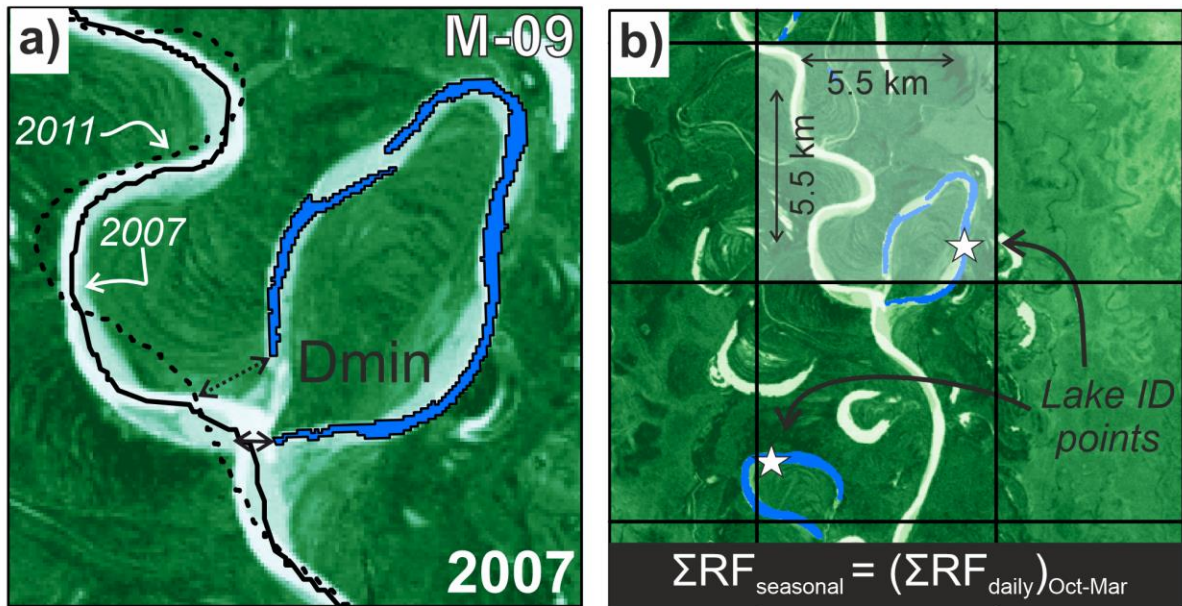 a)
M-09
2011
2007
Dmin
2007
b)
5.5 km
5.5 km
Lake ID
points
ΣRFseasonal = (ΣRFdaily)Oct-Mar